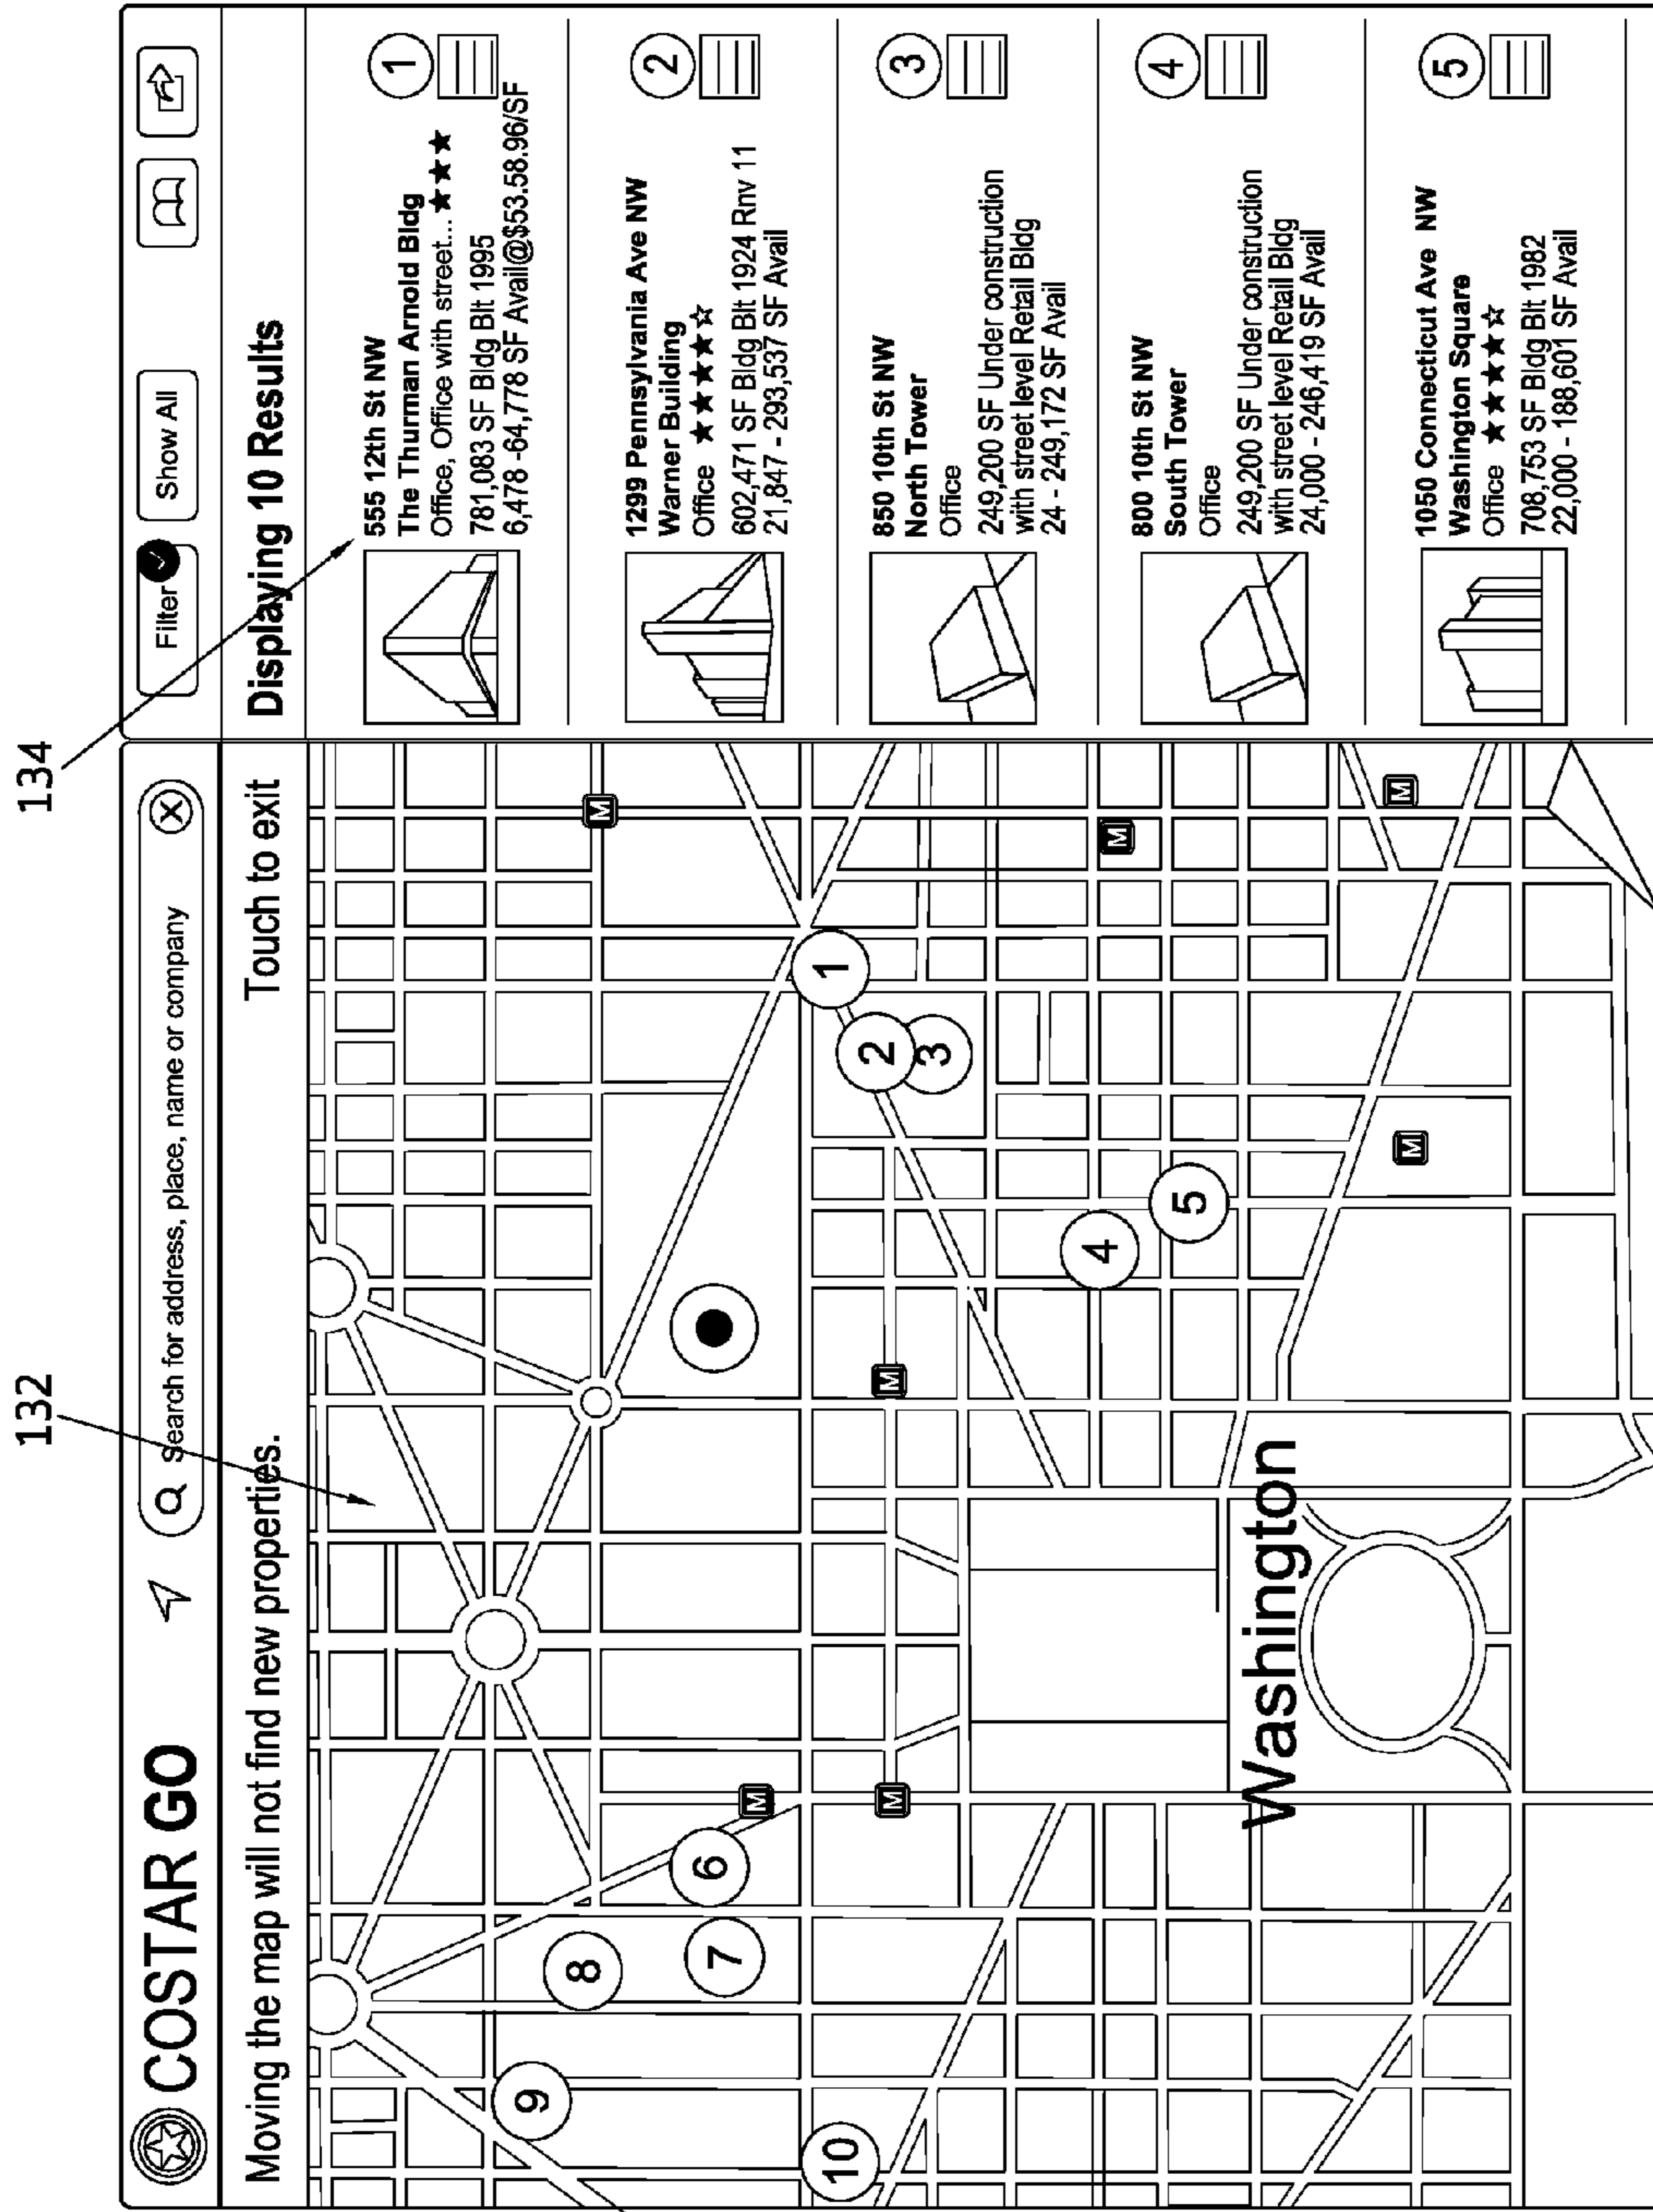 132
134
COSTAR GO
Search for address, place, name or company
Filter
Show All
Moving the map will not find new properties.
Touch to exit
Displaying 10 Results
555 12th St NW
The Thurman Arnold Bldg
Office, Office with street... ★★★
781,083 SF Bldg Blt 1995
6,478 -64,778 SF Avail@$53.58.96/SF
1
1299 Pennsylvania Ave NW
Warner Building
Office ★★★★☆
602,471 SF Bldg Blt 1924 Rnv 11
21,847 - 293,537 SF Avail
2
850 10th St NW
North Tower
Office
249,200 SF Under construction
with street level Retail Bldg
24 - 249,172 SF Avail
3
800 10th St NW
South Tower
Office
249,200 SF Under construction
with street level Retail Bldg
24,000 - 246,419 SF Avail
4
1050 Connecticut Ave NW
Washington Square
Office ★★★★☆
708,753 SF Bldg Blt 1982
22,000 - 188,601 SF Avail
5
9
8
7
6
10
1
2
3
4
5
M
M
M
M
M
M
M
Washington